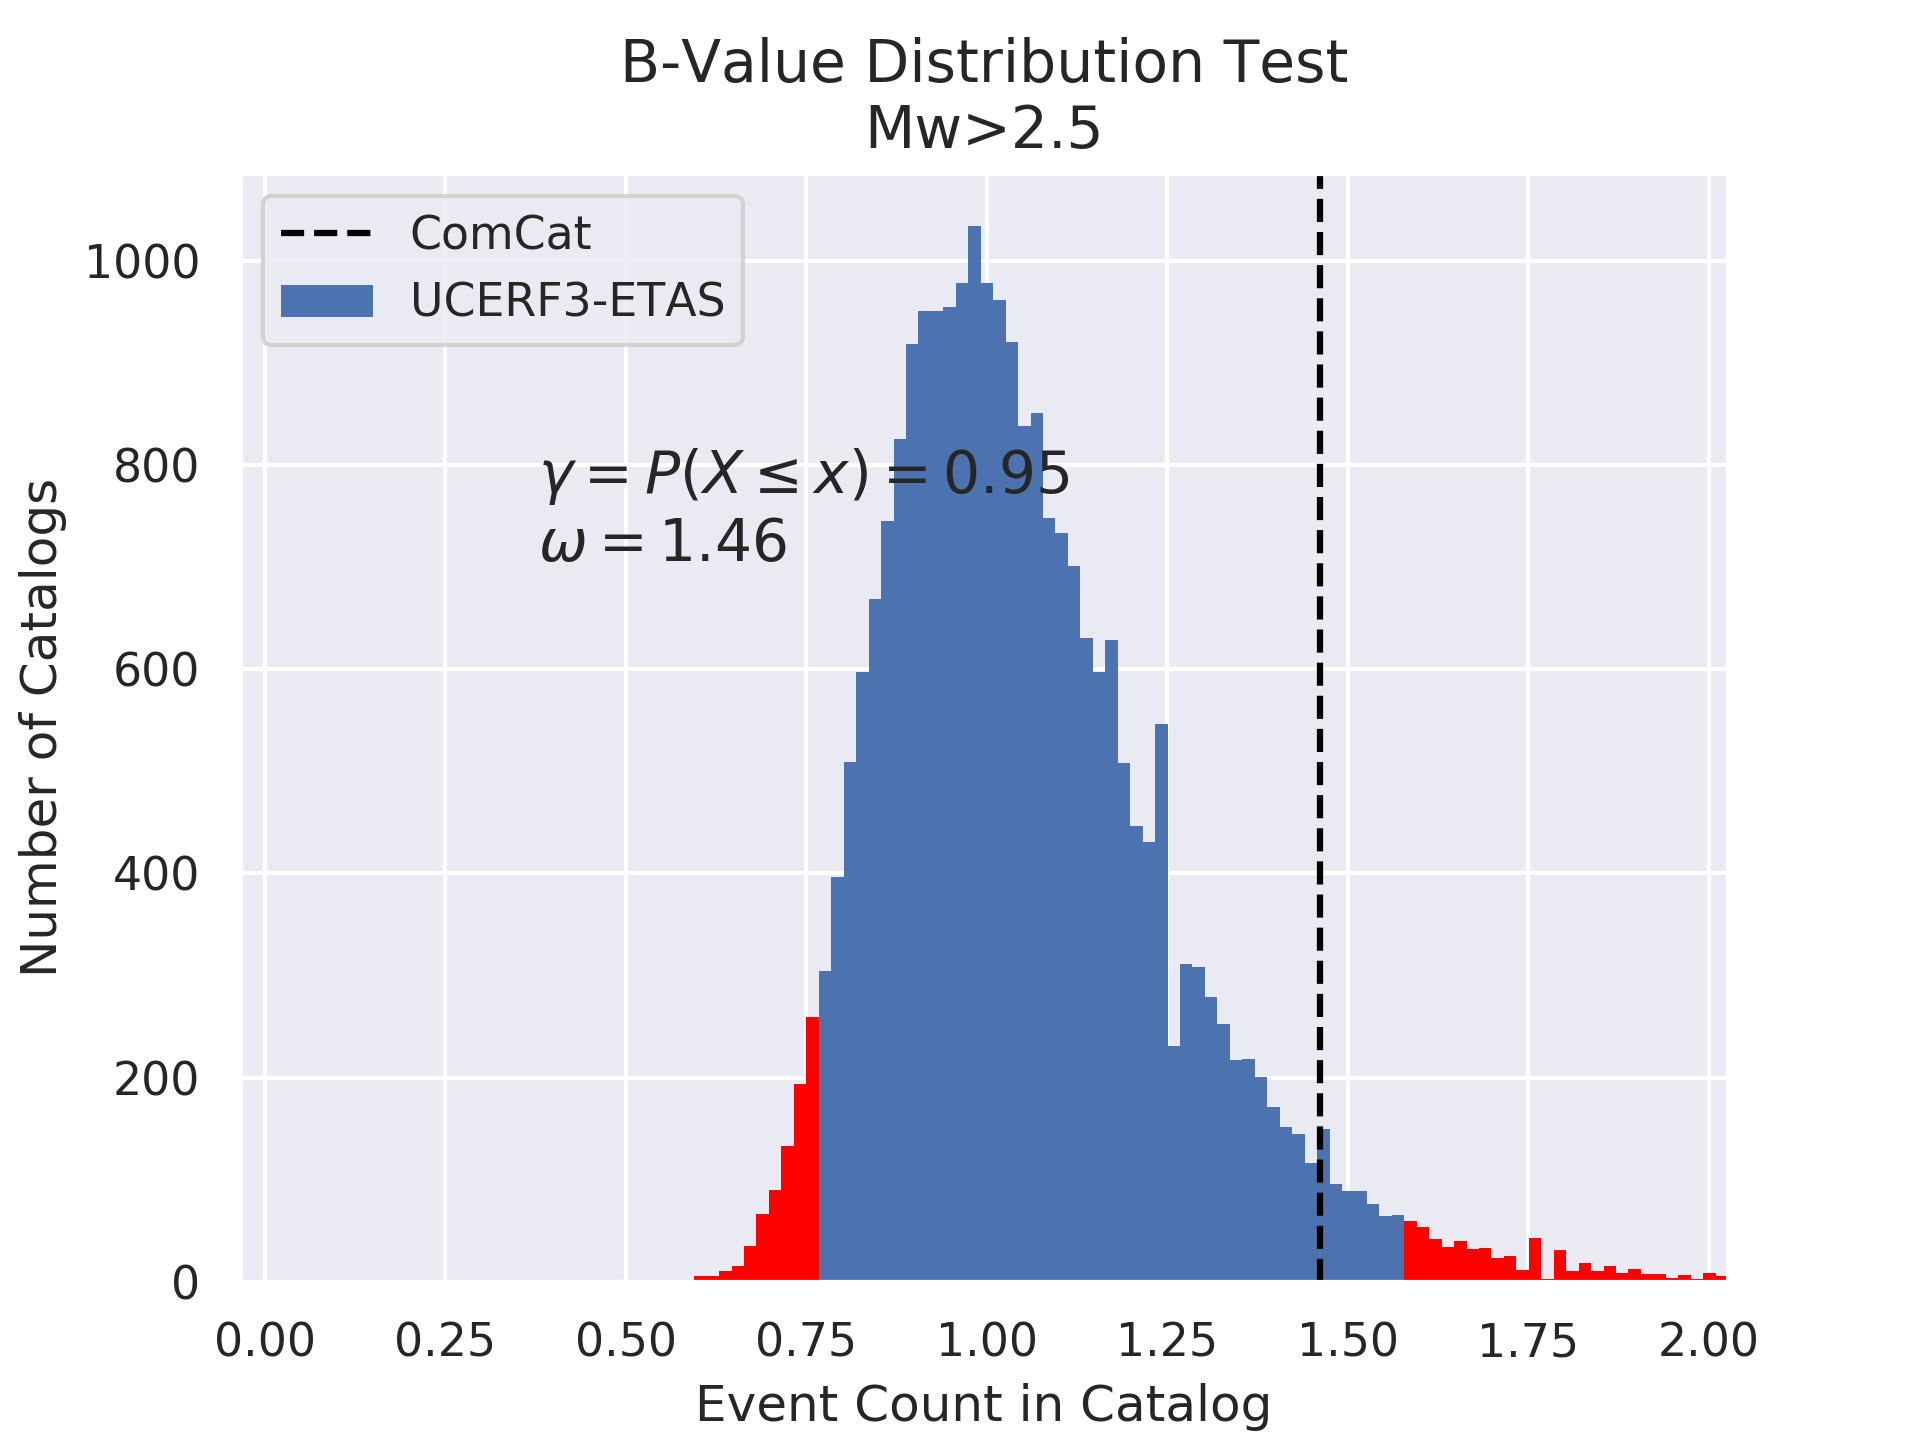 B-Value Distribution Test
Mw>2.5
ComCat
UCERF3-ETAS
γ = P(X ≤ x) = 0.95
ω = 1.46
Number of Catalogs
1000
800
600
400
200
0
0.00 0.25 0.50 0.75 1.00 1.25 1.50 1.75 2.00
Event Count in Catalog